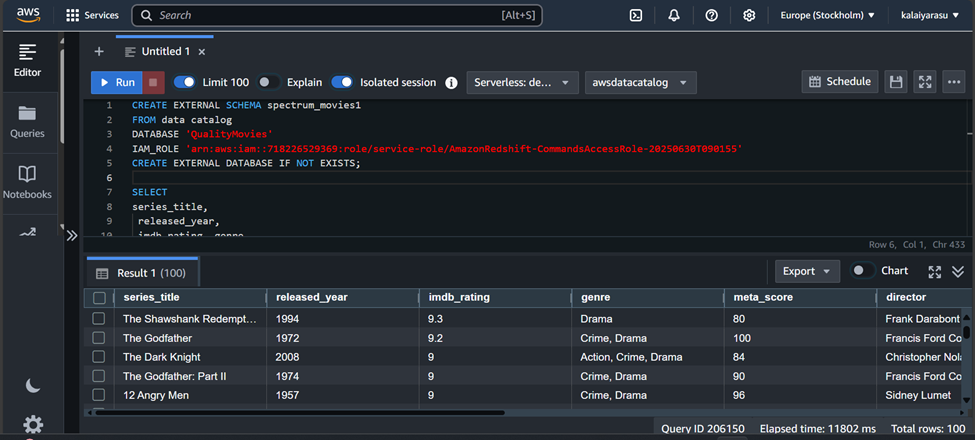 aws Services Search [Alt+S] Europe (Stockholm) kalaiyarasu
Editor
Queries
Notebooks
Untitled 1
Run Limit 100 Explain Isolated session Serverless: de... awsdatacatalog Schedule
1 CREATE EXTERNAL SCHEMA spectrum_movies1
2 FROM data catalog
3 DATABASE 'QualityMovies'
4 IAM_ROLE 'arn:aws:iam::718226529369:role/service-role/AmazonRedshift-CommandsAccessRole-20250630T090155'
5 CREATE EXTERNAL DATABASE IF NOT EXISTS;
6
7 SELECT
8 series_title,
9 released_year,
10 imdb_rating, genre
Row 6, Col 1, Chr 433
Result 1 (100) Export Chart
series_title released_year imdb_rating genre meta_score director
The Shawshank Redempt... 1994 9.3 Drama 80 Frank Darabont
The Godfather 1972 9.2 Crime, Drama 100 Francis Ford Co
The Dark Knight 2008 9 Action, Crime, Drama 84 Christopher Nol
The Godfather: Part II 1974 9 Crime, Drama 90 Francis Ford Co
12 Angry Men 1957 9 Crime, Drama 96 Sidney Lumet
Query ID 206150 Elapsed time: 11802 ms Total rows: 100